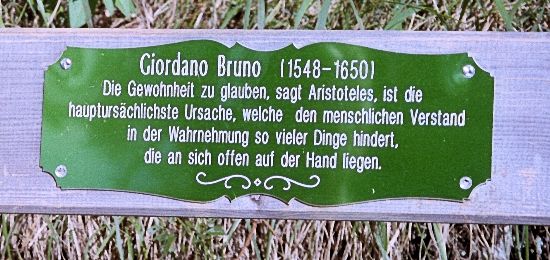 Giordano Bruno (1548-1650)
Die Gewohnheit zu glauben, sagt Aristoteles, ist die
hauptursächlichste Ursache, welche den menschlichen Verstand
in der Wahrnehmung so vieler Dinge hindert,
die an sich offen auf der Hand liegen.